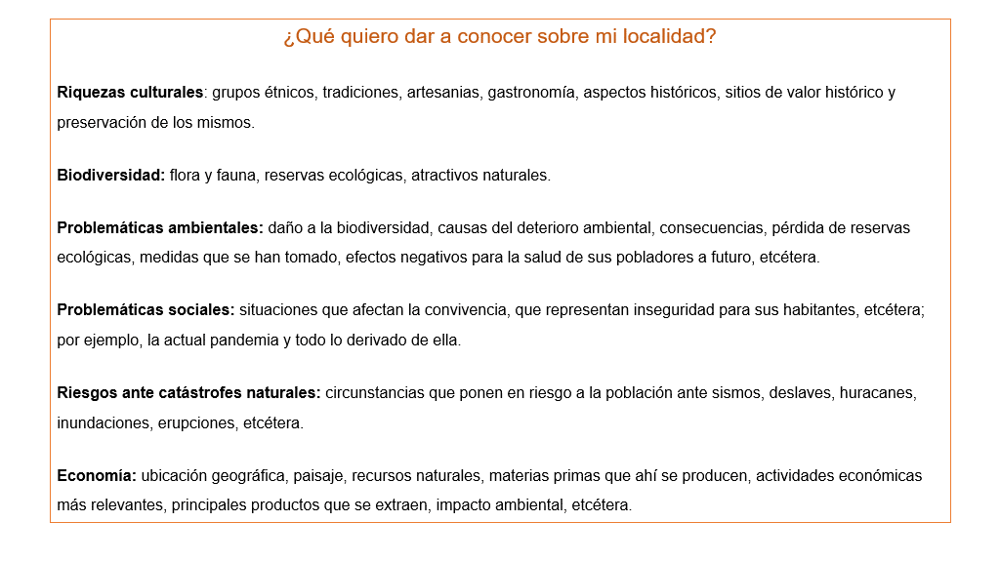 ¿Qué quiero dar a conocer sobre mi localidad?
Riquezas culturales: grupos étnicos, tradiciones, artesanias, gastronomía, aspectos históricos, sitios de valor histórico y
preservación de los mismos.
Biodiversidad: flora y fauna, reservas ecológicas, atractivos naturales.
Problemáticas ambientales: daño a la biodiversidad, causas del deterioro ambiental, consecuencias, pérdida de reservas
ecológicas, medidas que se han tomado, efectos negativos para la salud de sus pobladores a futuro, etcétera.
Problemáticas sociales: situaciones que afectan la convivencia, que representan inseguridad para sus habitantes, etcétera;
por ejemplo, la actual pandemia y todo lo derivado de ella.
Riesgos ante catástrofes naturales: circunstancias que ponen en riesgo a la población ante sismos, deslaves, huracanes,
inundaciones, erupciones, etcétera.
Economía: ubicación geográfica, paisaje, recursos naturales, materias primas que ahí se producen, actividades económicas
más relevantes, principales productos que se extraen, impacto ambiental, etcétera.